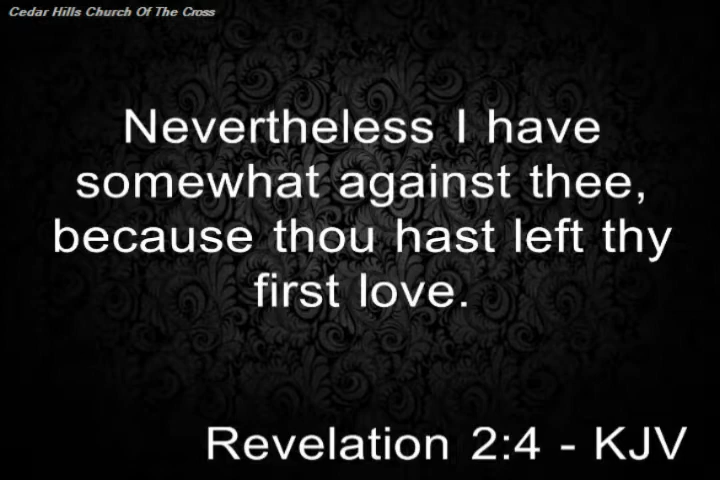 Cedar Hills Church Of The Cross
Nevertheless I have
somewhat against thee,
because thou hast left thy
first love.
Revelation 2:4 - KJV